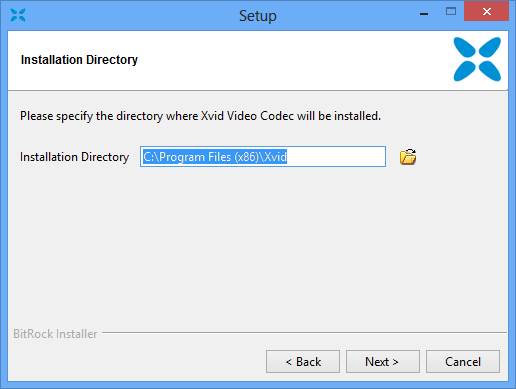 Setup
Installation Directory
Please specify the directory where Xvid Video Codec will be installed.
Installation Directory C:\Program Files (x86)\Xvid
BitRock Installer
< Back Next > Cancel